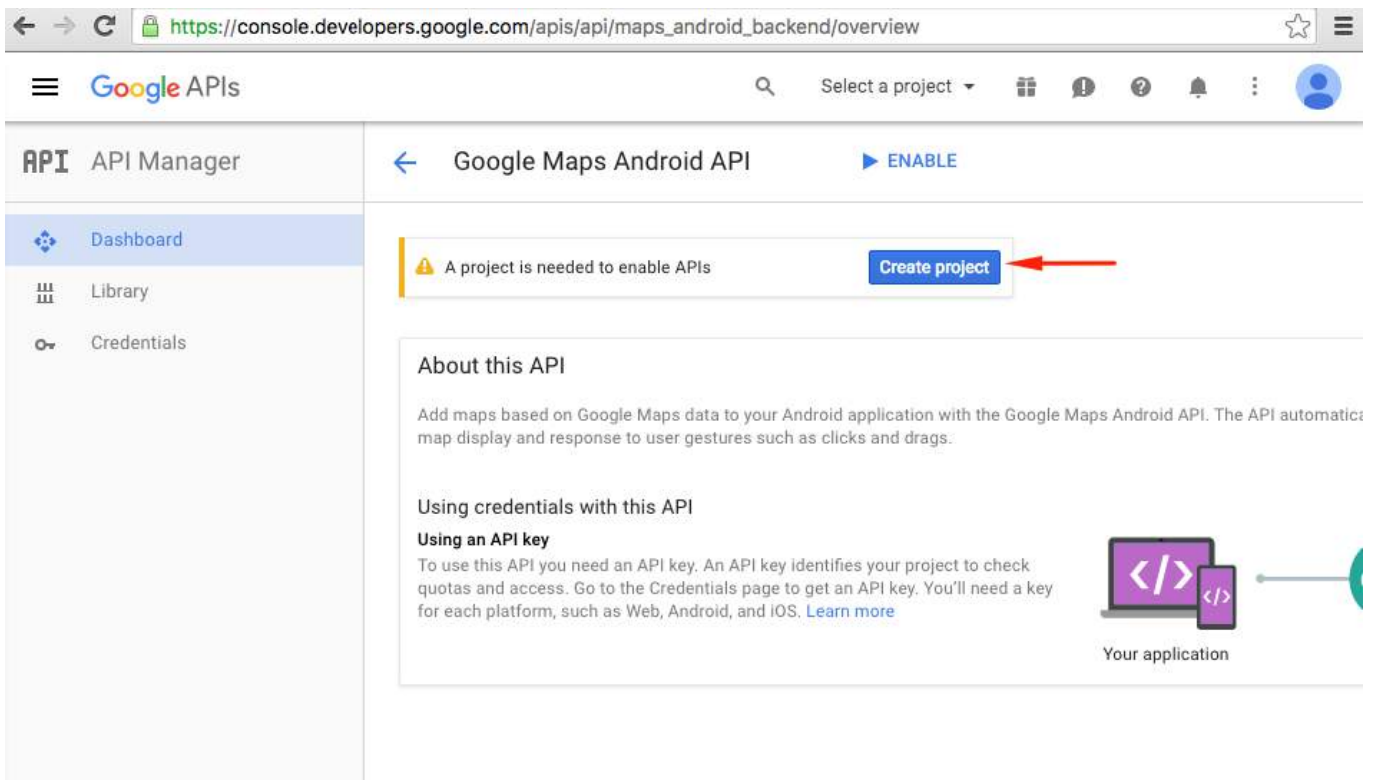 https://console.developers.google.com/apis/api/maps_android_backend/overview
Google APIs
Select a project
API API Manager
Google Maps Android API
ENABLE
Dashboard
Library
Credentials
A project is needed to enable APIs
Create project
About this API
Add maps based on Google Maps data to your Android application with the Google Maps Android API. The API automatica
map display and response to user gestures such as clicks and drags.
Using credentials with this API
Using an API key
To use this API you need an API key. An API key identifies your project to check
quotas and access. Go to the Credentials page to get an API key. You'll need a key
for each platform, such as Web, Android, and iOS. Learn more
</>
</>
Your application